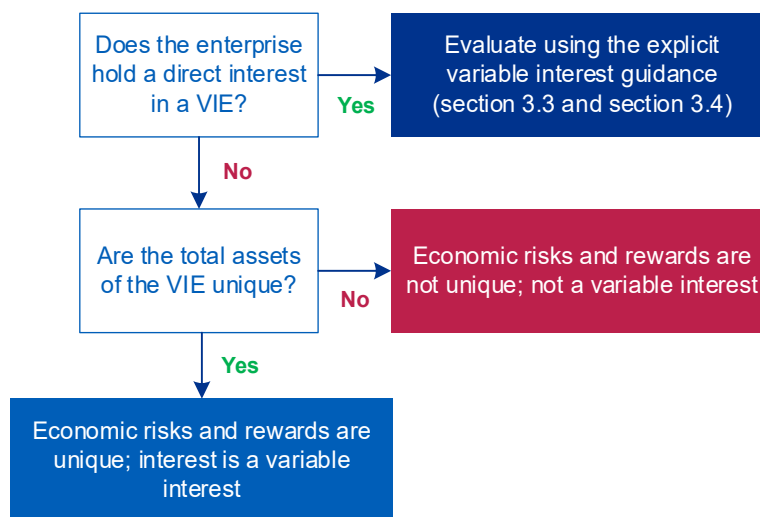 Does the enterprise
hold a direct interest
in a VIE?
Yes
Evaluate using the explicit
variable interest guidance
(section 3.3 and section 3.4)
No
Are the total assets
of the VIE unique?
No
Economic risks and rewards are
not unique; not a variable interest
Yes
Economic risks and rewards are
unique; interest is a variable
interest